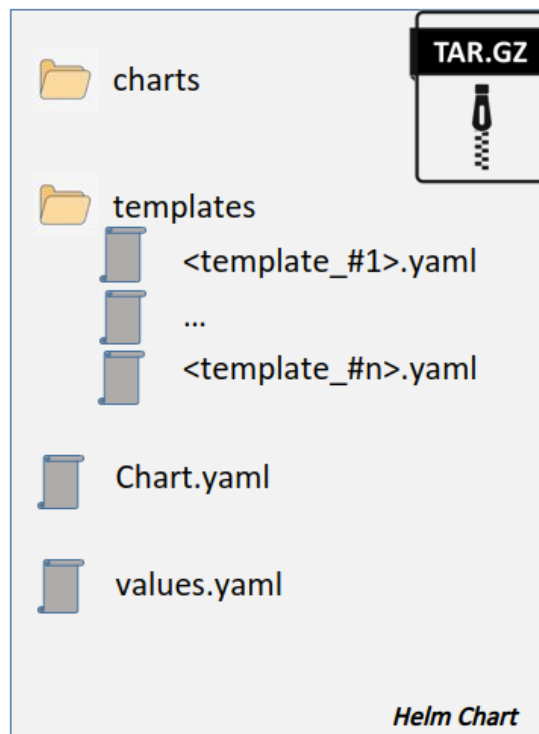 TAR.GZ
charts
templates
<template_#1>.yaml
...
<template_#n>.yaml
Chart.yaml
values.yaml
Helm Chart